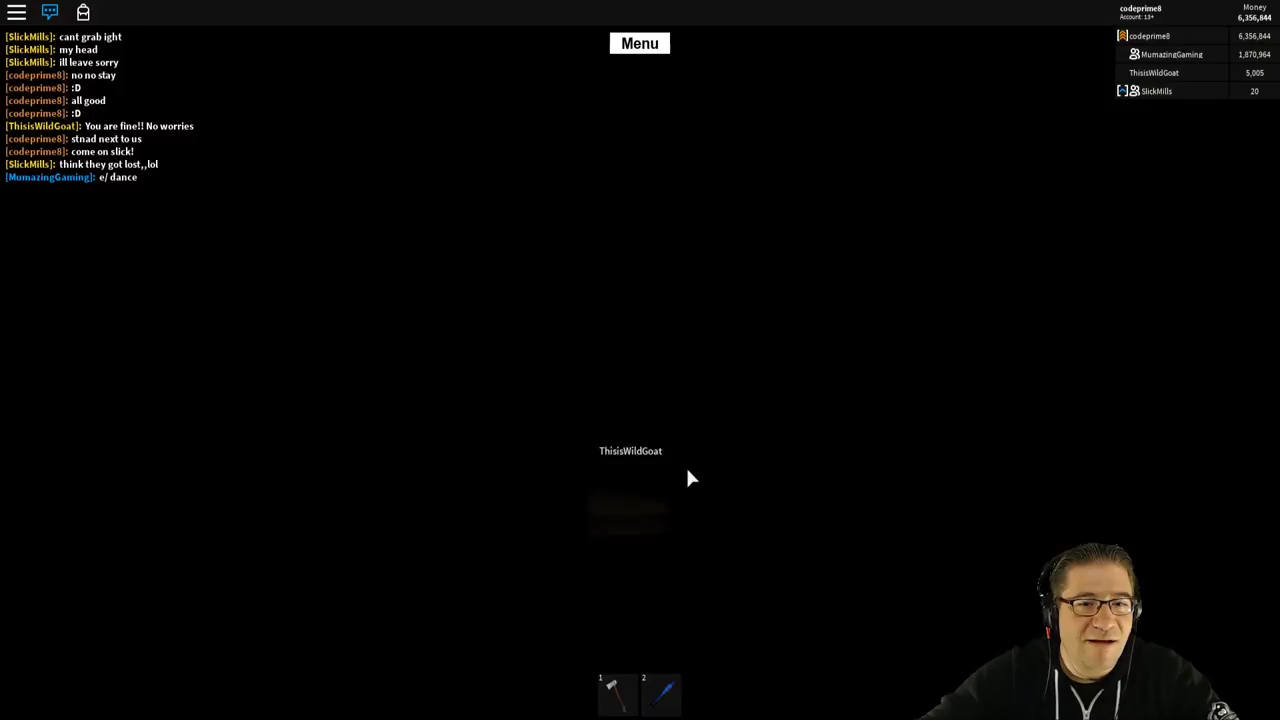 [SlickMills]: cant grab ight
[SlickMills]: my head
[SlickMills]: ill leave sorry
[codeprime8]: no no stay
[codeprime8]: :D
[codeprime8]: all good
[codeprime8]: :D
[ThisisWildGoat]: You are fine!! No worries
[codeprime8]: stnad next to us
[codeprime8]: come on slick!
[SlickMills]: think they got lost,,lol
[MumazingGaming]: e/ dance
Menu
codeprime8 Money
Account: 13+ 6,356,844
codeprime8 6,356,844
MumazingGaming 1,870,964
ThisisWildGoat 5,005
SlickMills 20
ThisisWildGoat
1 2